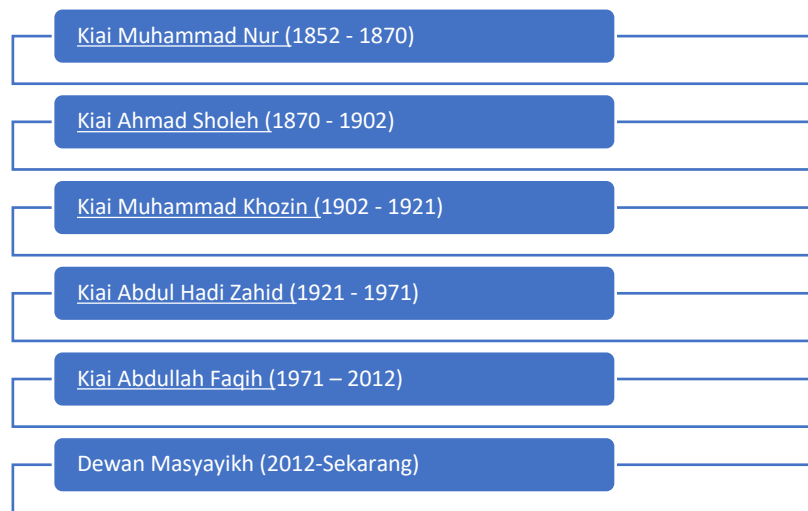 Kiai Muhammad Nur (1852 - 1870)
Kiai Ahmad Sholeh (1870 - 1902)
Kiai Muhammad Khozin (1902 - 1921)
Kiai Abdul Hadi Zahid (1921 - 1971)
Kiai Abdullah Faqih (1971 – 2012)
Dewan Masyayikh (2012-Sekarang)